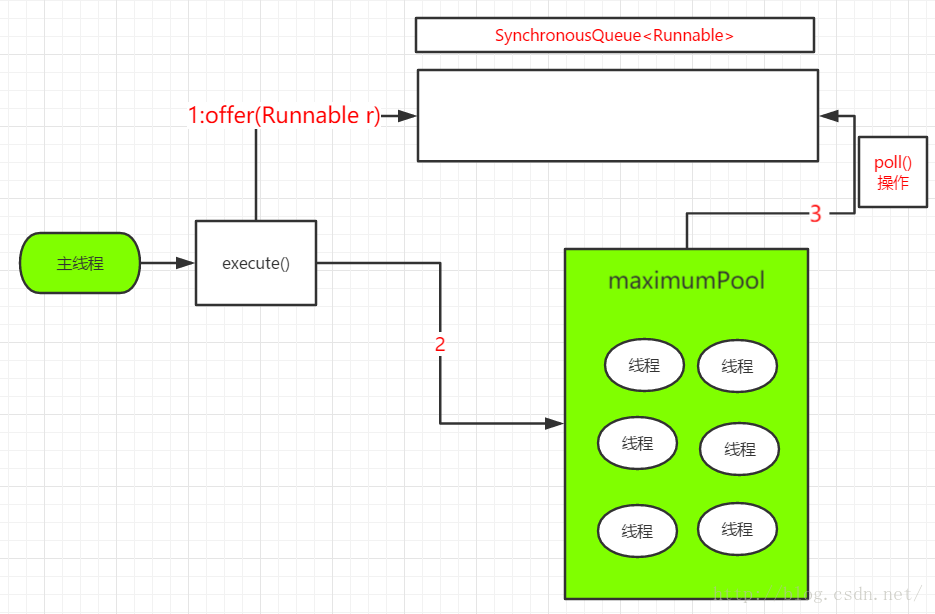 SynchronousQueue<Runnable>
1:offer(Runnable r)
poll()
操作
3
主线程
execute()
maximumPool
2
线程
线程
线程
线程
线程
线程
http://blog.csdn.net/